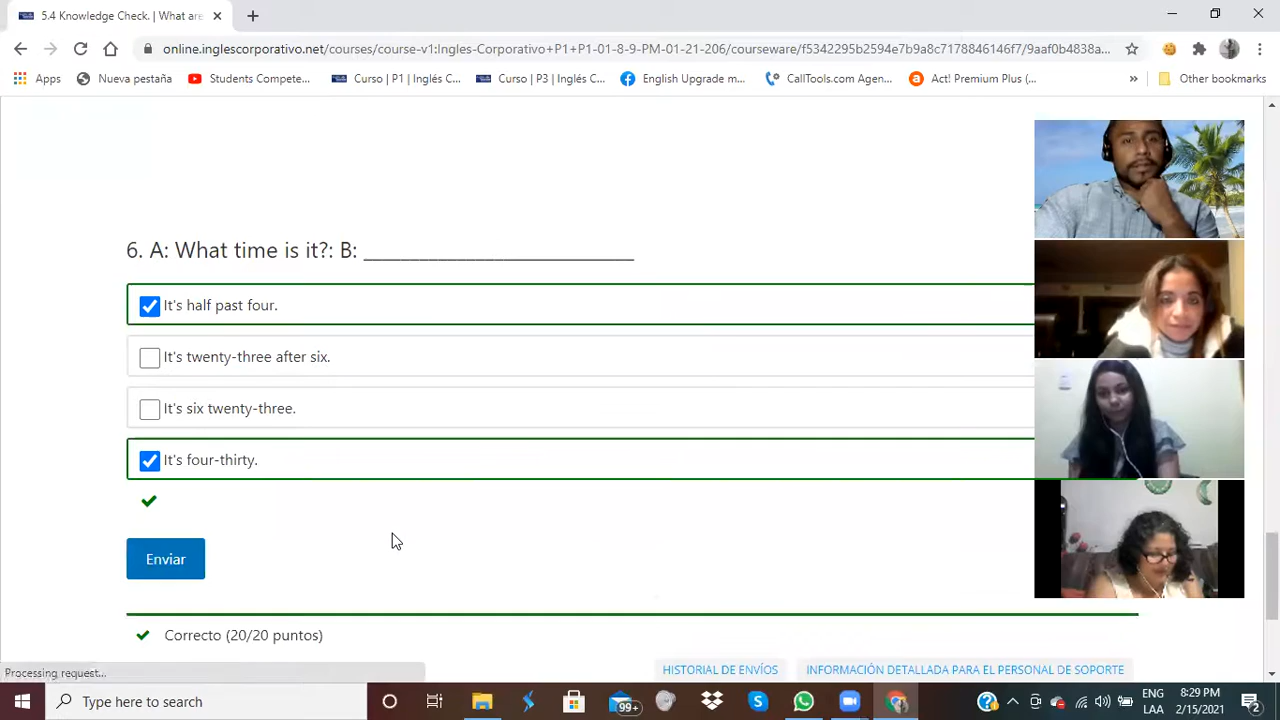 5.4 Knowledge Check. | What are
online.inglescorporativo.net/courses/course-v1:Ingles-Corporativo+P1+P1-01-8-9-PM-01-21-206/courseware/f5342295b2594e7b9a8c7178846146f7/9aaf0b4838a...
Apps
Nueva pestaña
Students Compete...
Curso | P1 | Inglés C...
Curso | P3 | Inglés C...
English Upgrade m...
CallTools.com Agen...
Act! Premium Plus (...
»
Other bookmarks
6. A: What time is it?: B: ___________________________
It's half past four.
It's twenty-three after six.
It's six twenty-three.
It's four-thirty.
Enviar
Correcto (20/20 puntos)
HISTORIAL DE ENVÍOS
INFORMACIÓN DETALLADA PARA EL PERSONAL DE SOPORTE
Processing request...
Type here to search
99+
ENG
LAA
8:29 PM
2/15/2021
2